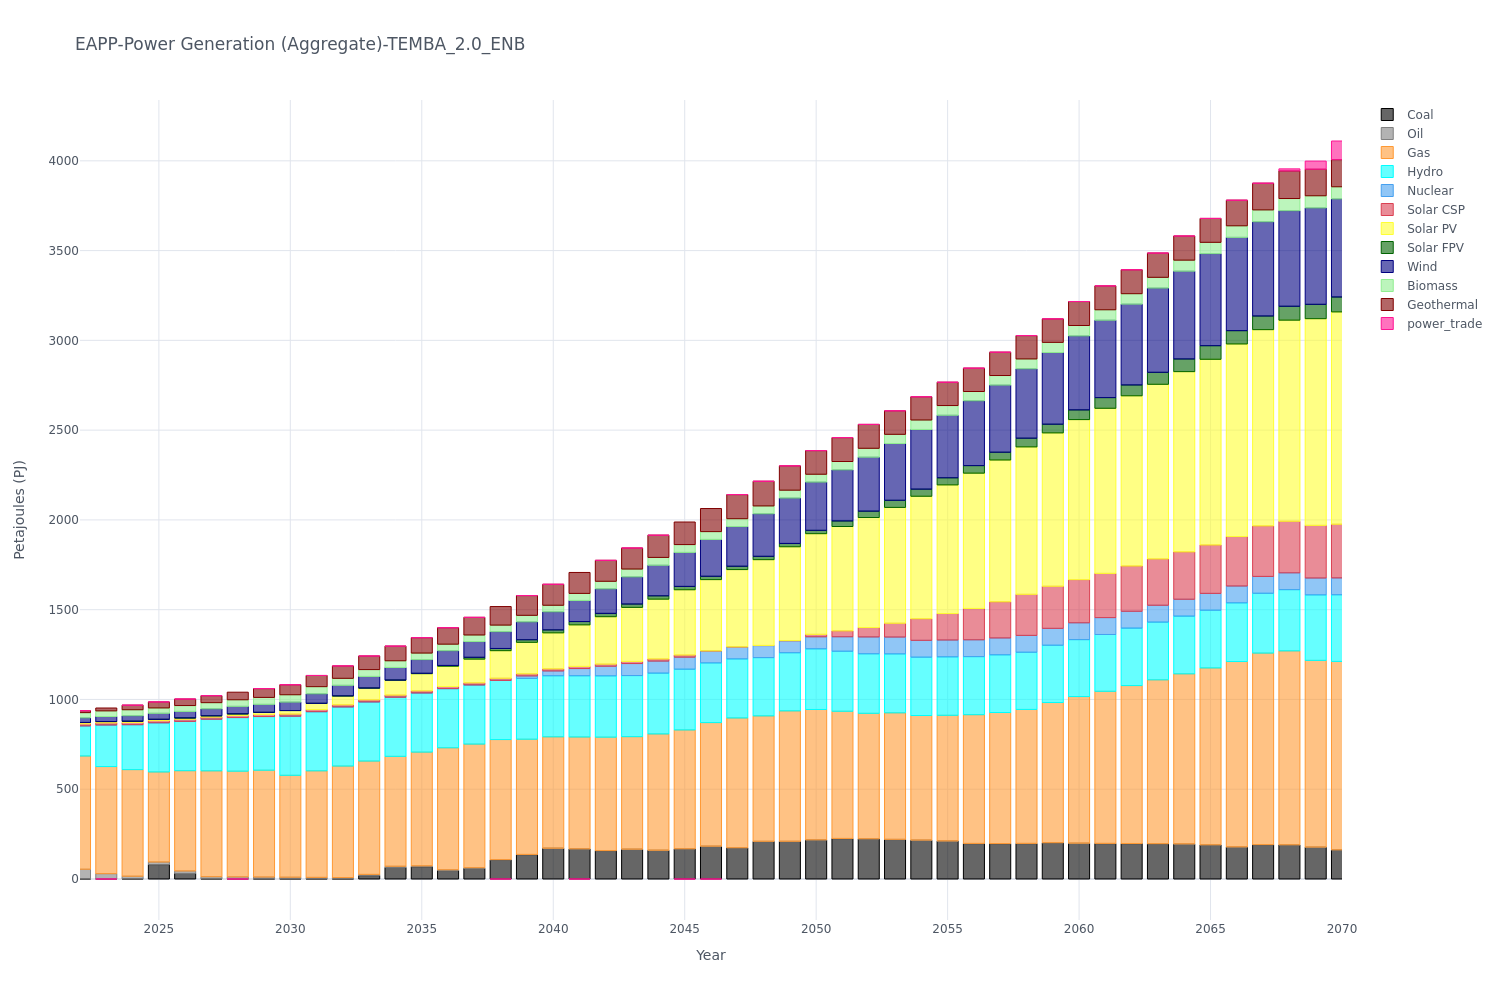 EAPP-Power Generation (Aggregate)-TEMBA_2.0_ENB
Petajoules (PJ)
4000
3500
3000
2500
2000
1500
1000
500
0
2025
2030
2035
2040
2045
2050
2055
2060
2065
2070
Year
Coal
Oil
Gas
Hydro
Nuclear
Solar CSP
Solar PV
Solar FPV
Wind
Biomass
Geothermal
power_trade